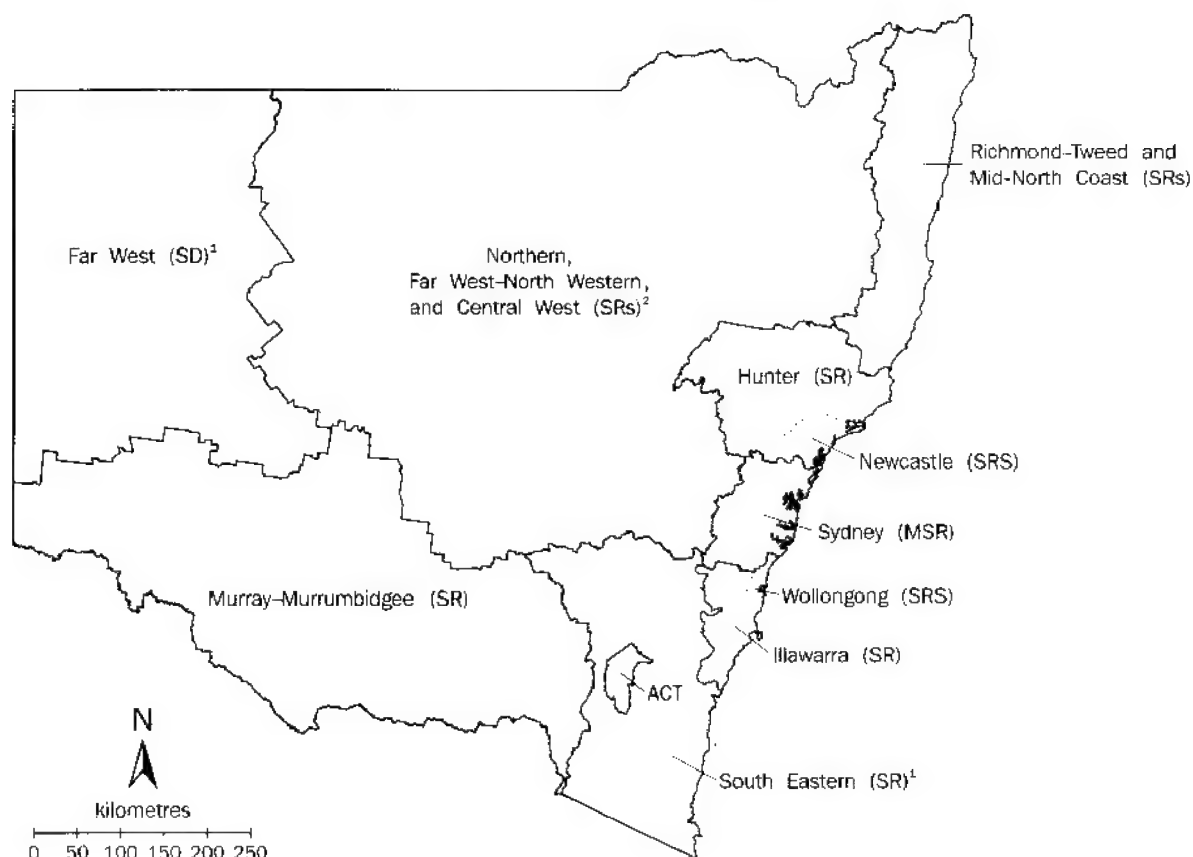 Richmond–Tweed and
Mid-North Coast (SRs)
Far West (SD)²
Northern,
Far West–North Western,
and Central West (SRs)²
Hunter (SR)
Newcastle (SRS)
Sydney (MSR)
Murray–Murrumbidgee (SR)
Wollongong (SRS)
Illawarra (SR)
ACT
N
South Eastern (SR)¹
kilometres
0 50 100 150 200 250